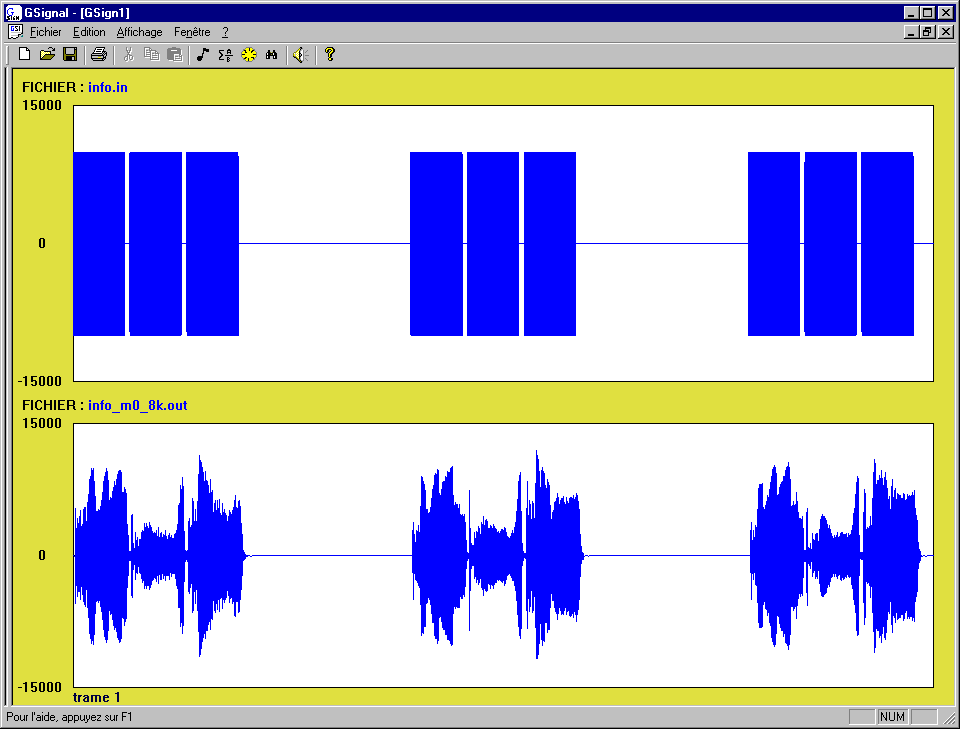 GSignal - [GSign1]
Fichier Edition Affichage Fenêtre ?
FICHIER : info.in
15000
0
-15000
FICHIER : info_m0_8k.out
15000
0
-15000
trame 1
Pour l'aide, appuyez sur F1
NUM